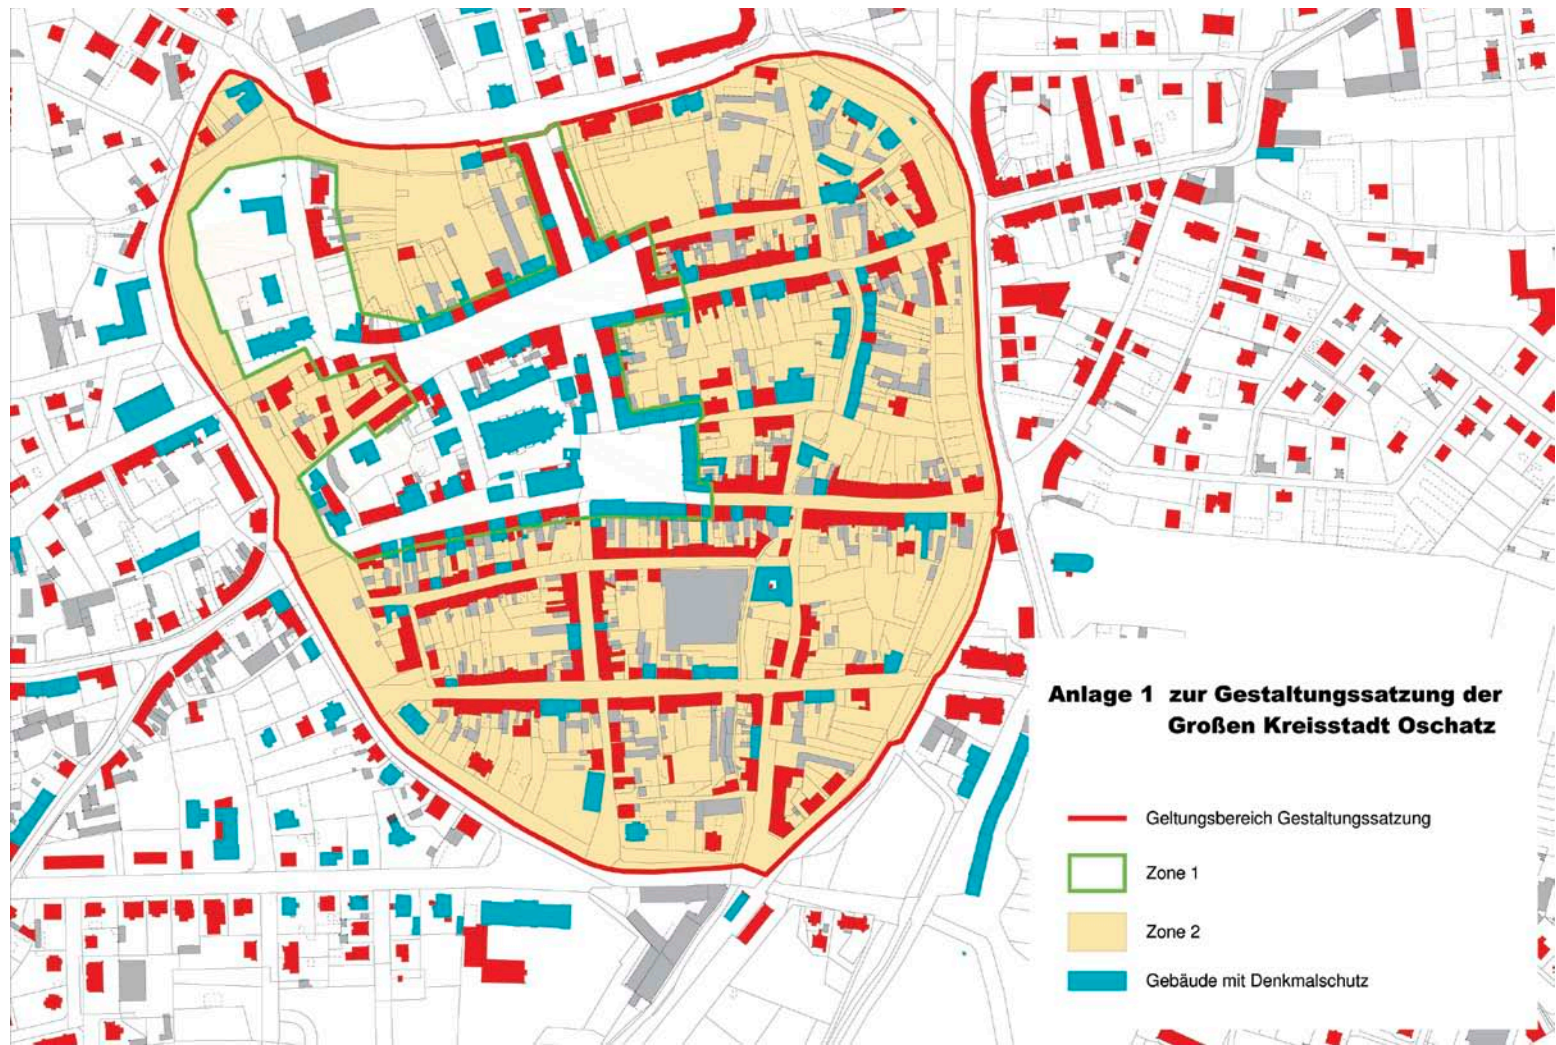 Anlage 1 zur Gestaltungssatzung der
Großen Kreisstadt Oschatz
Geltungsbereich Gestaltungssatzung
Zone 1
Zone 2
Gebäude mit Denkmalschutz